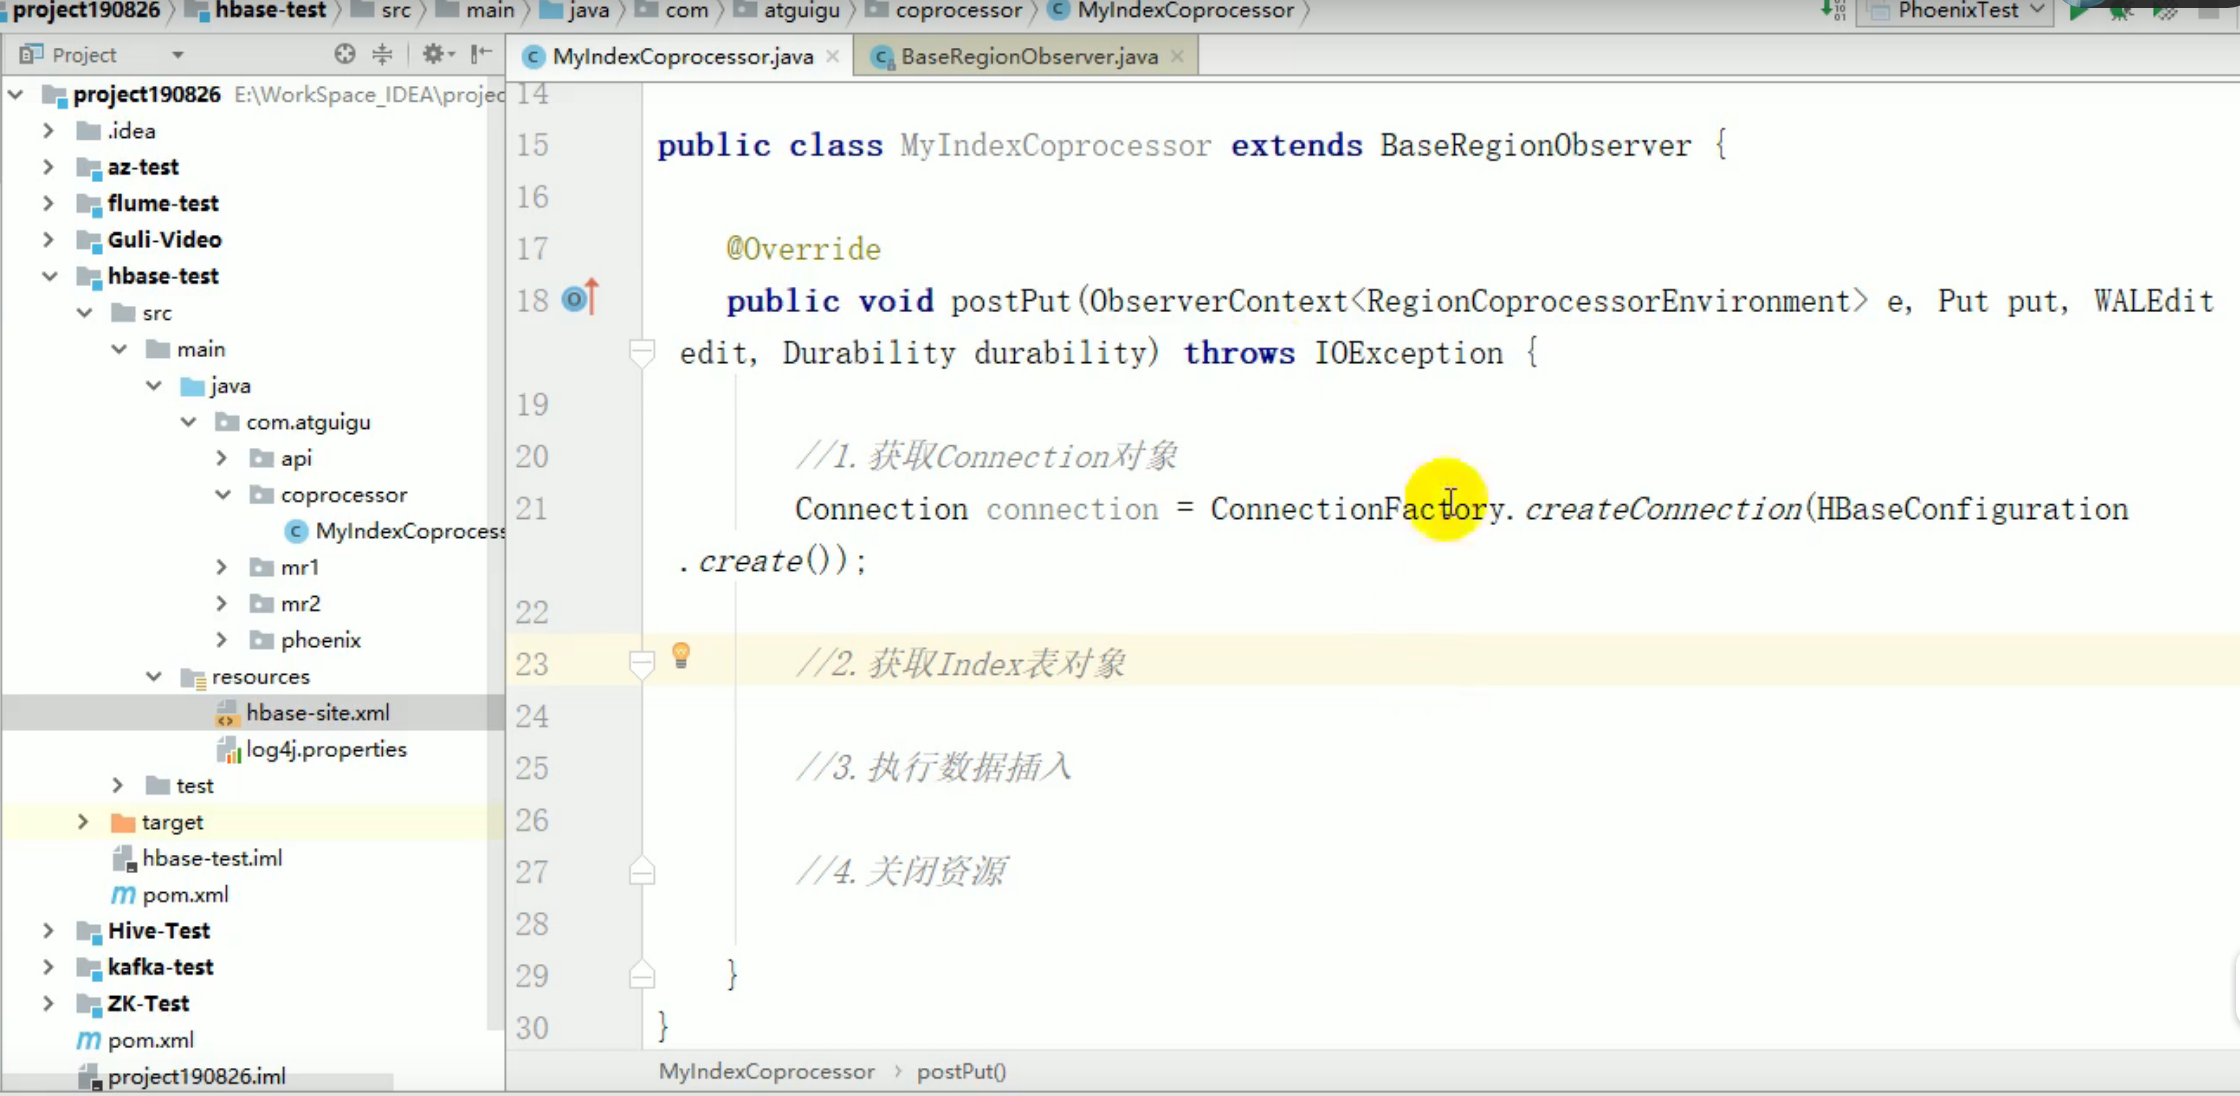 project190826 hbase-test src main java com atguigu coprocessor MyIndexCoprocessor PhoenixTest
Project
MyIndexCoprocessor.java BaseRegionObserver.java
project190826 E:\WorkSpace_IDEA\projec
.idea
az-test
flume-test
Guli-Video
hbase-test
src
main
java
com.atguigu
api
coprocessor
MyIndexCoprocess
mr1
mr2
phoenix
resources
hbase-site.xml
log4j.properties
test
target
hbase-test.iml
pom.xml
Hive-Test
kafka-test
ZK-Test
pom.xml
project190826.iml
14
15 public class MyIndexCoprocessor extends BaseRegionObserver {
16
17 @Override
18 public void postPut(ObserverContext<RegionCoprocessorEnvironment> e, Put put, WALEdit
edit, Durability durability) throws IOException {
19
20 //1.获取Connection对象
21 Connection connection = ConnectionFactory.createConnection(HBaseConfiguration
.create());
22
23 //2.获取Index表对象
24
25 //3.执行数据插入
26
27 //4.关闭资源
28
29 }
30 }
MyIndexCoprocessor › postPut()